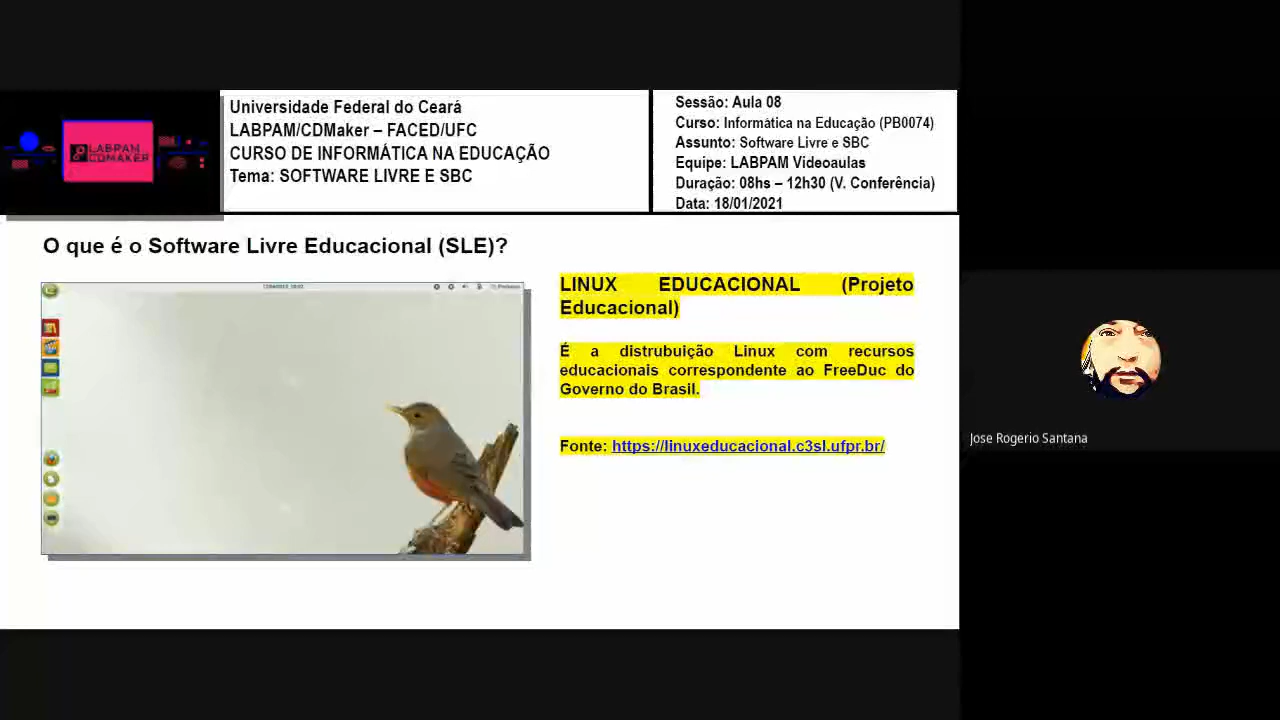 LABPAM
CDMAKER
Universidade Federal do Ceará
LABPAM/CDMaker – FACED/UFC
CURSO DE INFORMÁTICA NA EDUCAÇÃO
Tema: SOFTWARE LIVRE E SBC
Sessão: Aula 08
Curso: Informática na Educação (PB0074)
Assunto: Software Livre e SBC
Equipe: LABPAM Videoaulas
Duração: 08hs – 12h30 (V. Conferência)
Data: 18/01/2021
O que é o Software Livre Educacional (SLE)?
LINUX EDUCACIONAL (Projeto
Educacional)
É a distrubuição Linux com recursos
educacionais correspondente ao FreeDuc do
Governo do Brasil.
Fonte: https://linuxeducacional.c3sl.ufpr.br/
Jose Rogerio Santana